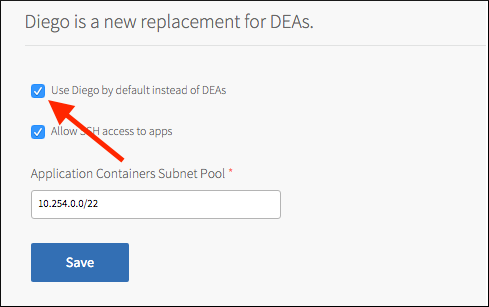 Diego is a new replacement for DEAs.
Use Diego by default instead of DEAs
Allow SSH access to apps
Application Containers Subnet Pool *
10.254.0.0/22
Save